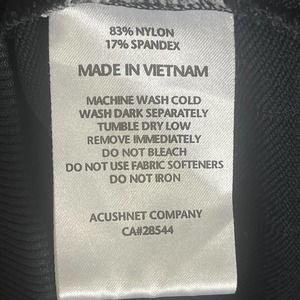 83% NYLON
17% SPANDEX
MADE IN VIETNAM
MACHINE WASH COLD
WASH DARK SEPARATELY
TUMBLE DRY LOW
REMOVE IMMEDIATELY
DO NOT BLEACH
DO NOT USE FABRIC SOFTENERS
DO NOT IRON
ACUSHNET COMPANY
CA#28544